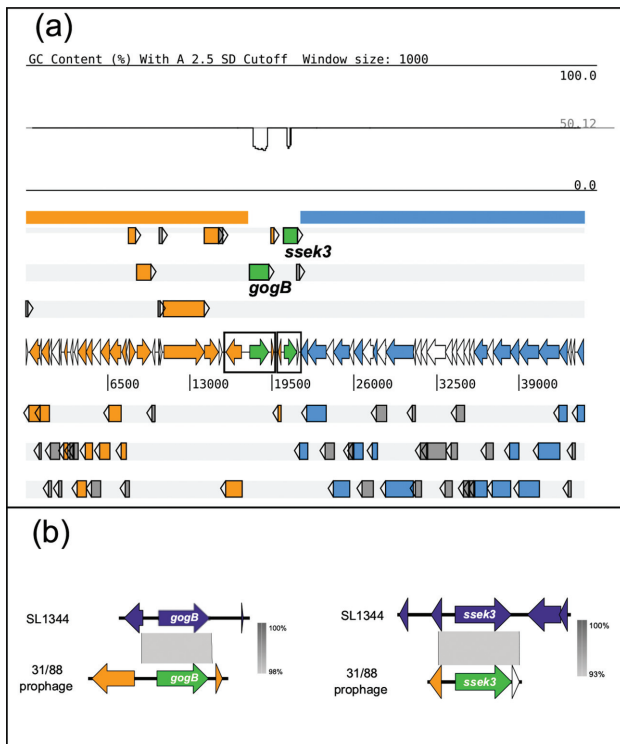 (a)
GC Content (%) With A 2.5 SD Cutoff Window size: 1000
100.0
50.12
0.0
ssek3
gogB
6500 13000 19500 26000 32500 39000
(b)
SL1344
gogB
100%
98%
31/88
prophage
gogB
SL1344
ssek3
100%
93%
31/88
prophage
ssek3